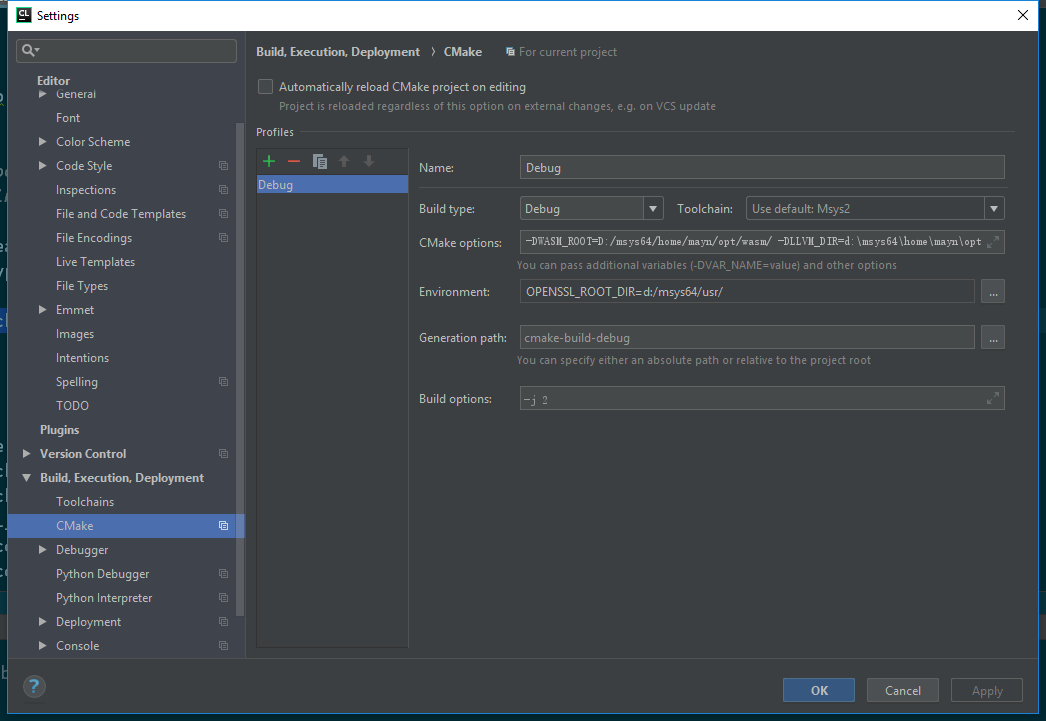 CL Settings
Editor
General
Font
Color Scheme
Code Style
Inspections
File and Code Templates
File Encodings
Live Templates
File Types
Emmet
Images
Intentions
Spelling
TODO
Plugins
Version Control
Build, Execution, Deployment
Toolchains
CMake
Debugger
Python Debugger
Python Interpreter
Deployment
Console
Build, Execution, Deployment › CMake For current project
Automatically reload CMake project on editing
Project is reloaded regardless of this option on external changes, e.g. on VCS update
Profiles
Debug
Name: Debug
Build type: Debug Toolchain: Use default: Msys2
CMake options: -DWASM_ROOT=D:/msys64/home/mayn/opt/wasm/ -DLLVM_DIR=d:\msys64\home\mayn\opt
You can pass additional variables (-DVAR_NAME=value) and other options
Environment: OPENSSL_ROOT_DIR=d:/msys64/usr/ ...
Generation path: cmake-build-debug ...
You can specify either an absolute path or relative to the project root
Build options: -j 2
? OK Cancel Apply